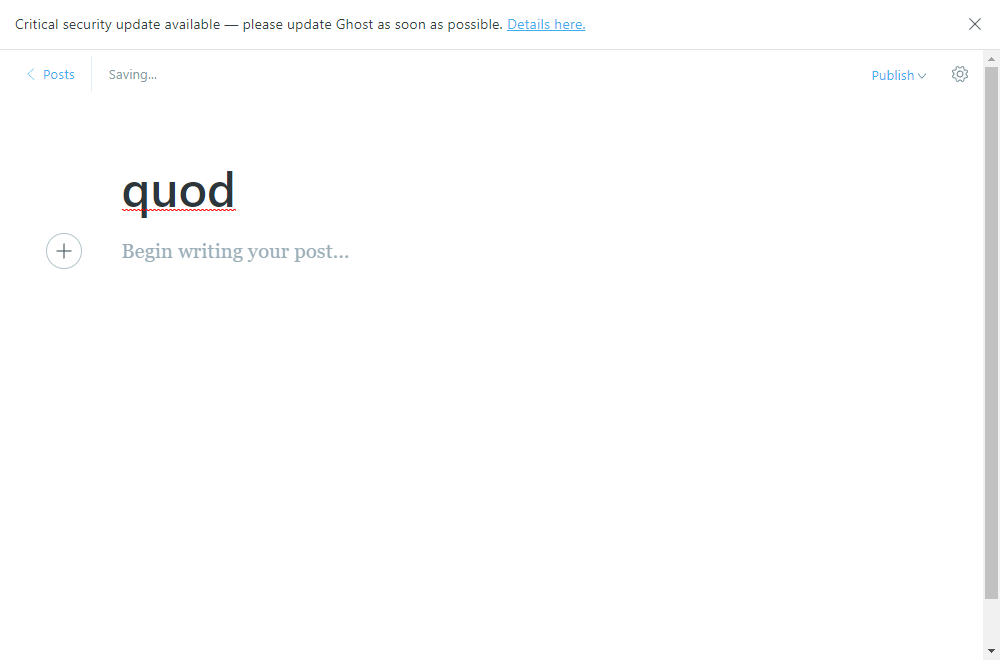 Critical security update available — please update Ghost as soon as possible. Details here.
Posts
Saving...
Publish
quod
Begin writing your post...